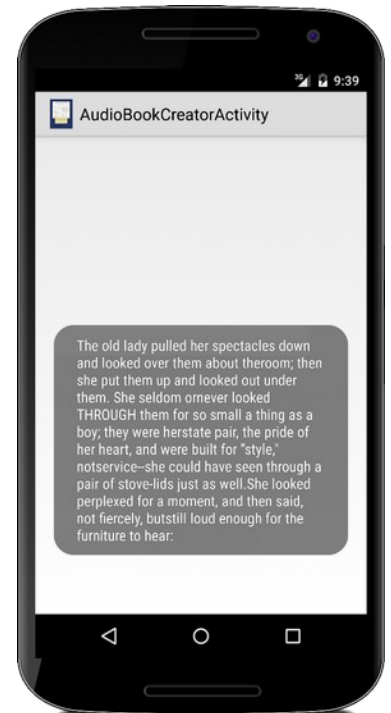 3G 9:39
AudioBookCreatorActivity
The old lady pulled her spectacles down
and looked over them about theroom; then
she put them up and looked out under
them. She seldom ornever looked
THROUGH them for so small a thing as a
boy; they were herstate pair, the pride of
her heart, and were built for "style,"
notservice--she could have seen through a
pair of stove-lids just as well.She looked
perplexed for a moment, and then said,
not fiercely, butstill loud enough for the
furniture to hear: